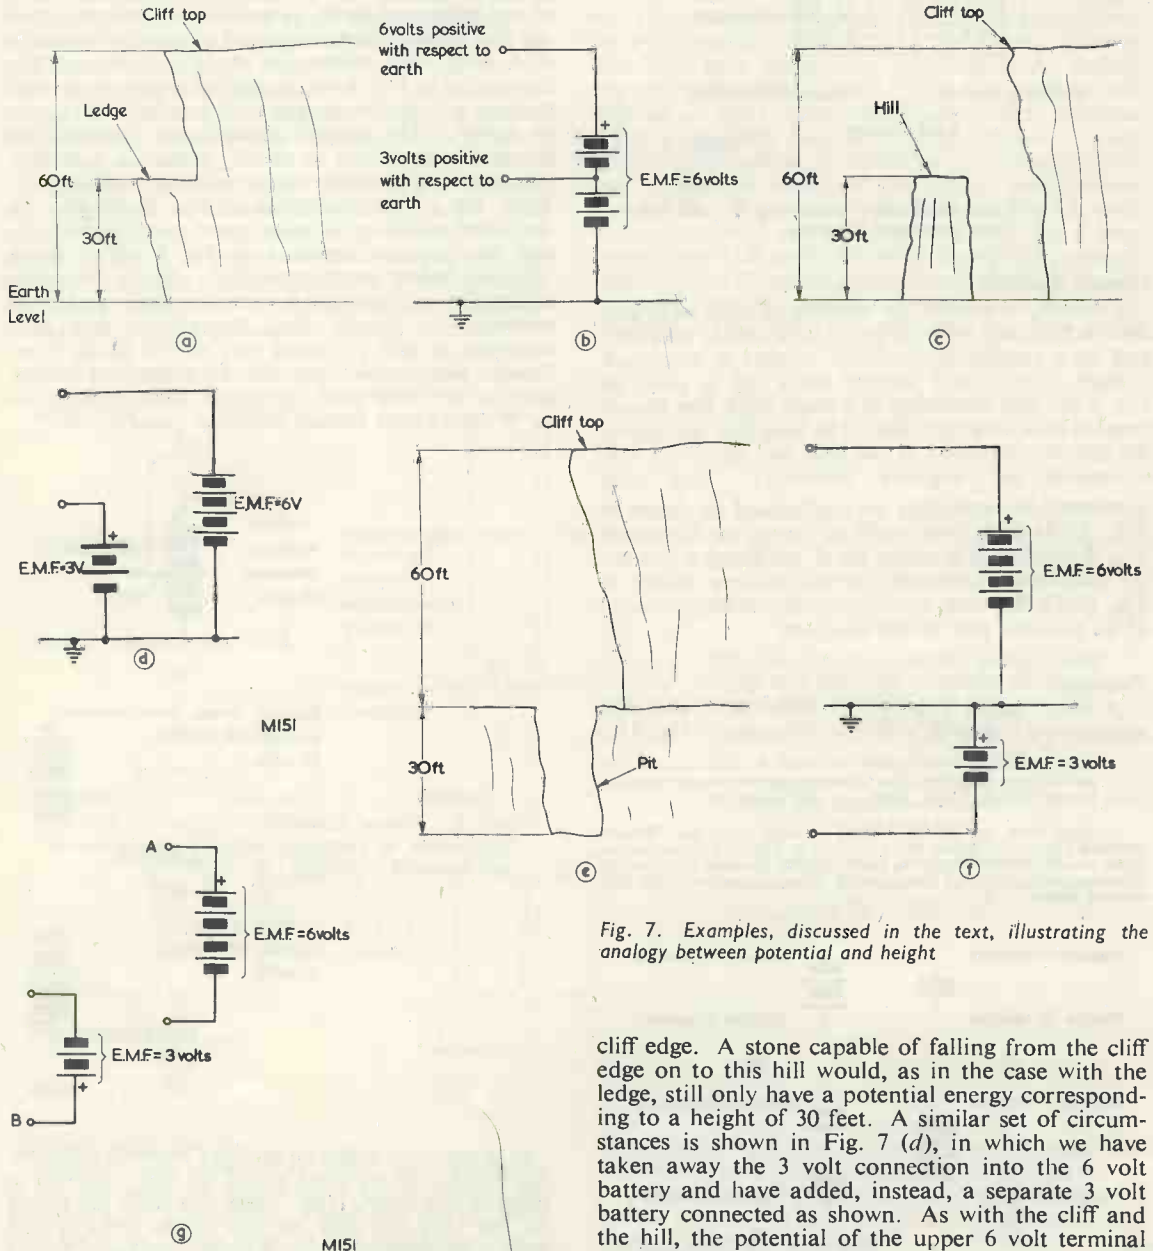 Cliff top
Ledge
60ft
30ft
Earth
Level
a
6volts positive
with respect to
earth
3volts positive
with respect to
earth
+
E.M.F.=6volts
b
Cliff top
Hill
60ft
30ft
c
E.M.F.=6V
+
E.M.F.=3V
d
M151
Cliff top
60ft
30ft
Pit
e
+
E.M.F.=6volts
+
E.M.F.=3 volts
f
A
+
E.M.F.=6volts
E.M.F.=3 volts
+
B
g
M151
Fig. 7. Examples, discussed in the text, illustrating the
analogy between potential and height
cliff edge. A stone capable of falling from the cliff
edge on to this hill would, as in the case with the
ledge, still only have a potential energy correspond-
ing to a height of 30 feet. A similar set of circum-
stances is shown in Fig. 7 (d), in which we have
taken away the 3 volt connection into the 6 volt
battery and have added, instead, a separate 3 volt
battery connected as shown. As with the cliff and
the hill, the potential of the upper 6 volt terminal